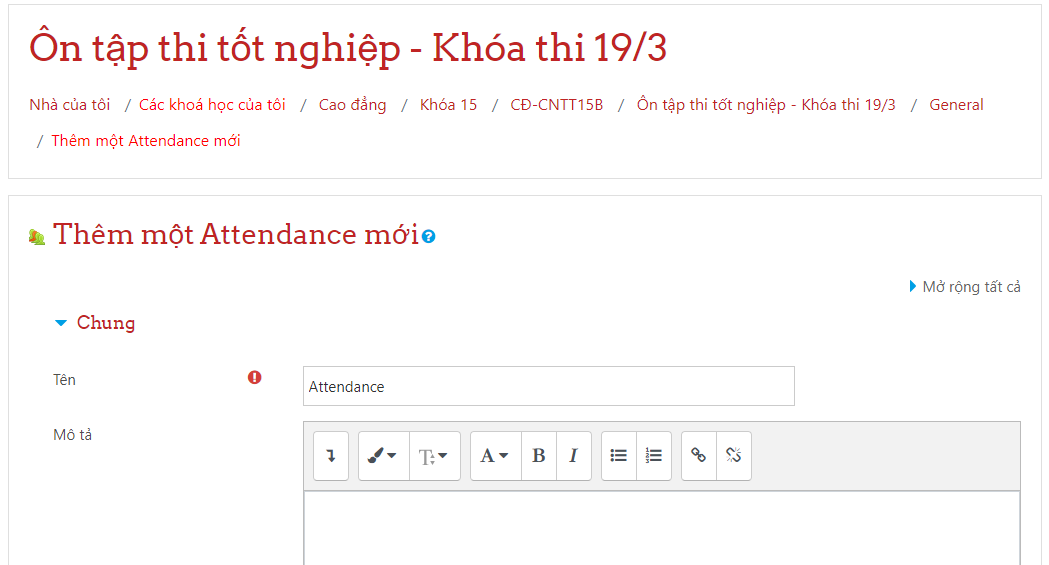 Ôn tập thi tốt nghiệp - Khóa thi 19/3
Nhà của tôi / Các khoá học của tôi / Cao đẳng / Khóa 15 / CĐ-CNTT15B / Ôn tập thi tốt nghiệp - Khóa thi 19/3 / General
/ Thêm một Attendance mới
Thêm một Attendance mới
Mở rộng tất cả
Chung
Tên
Attendance
Mô tả
A B I